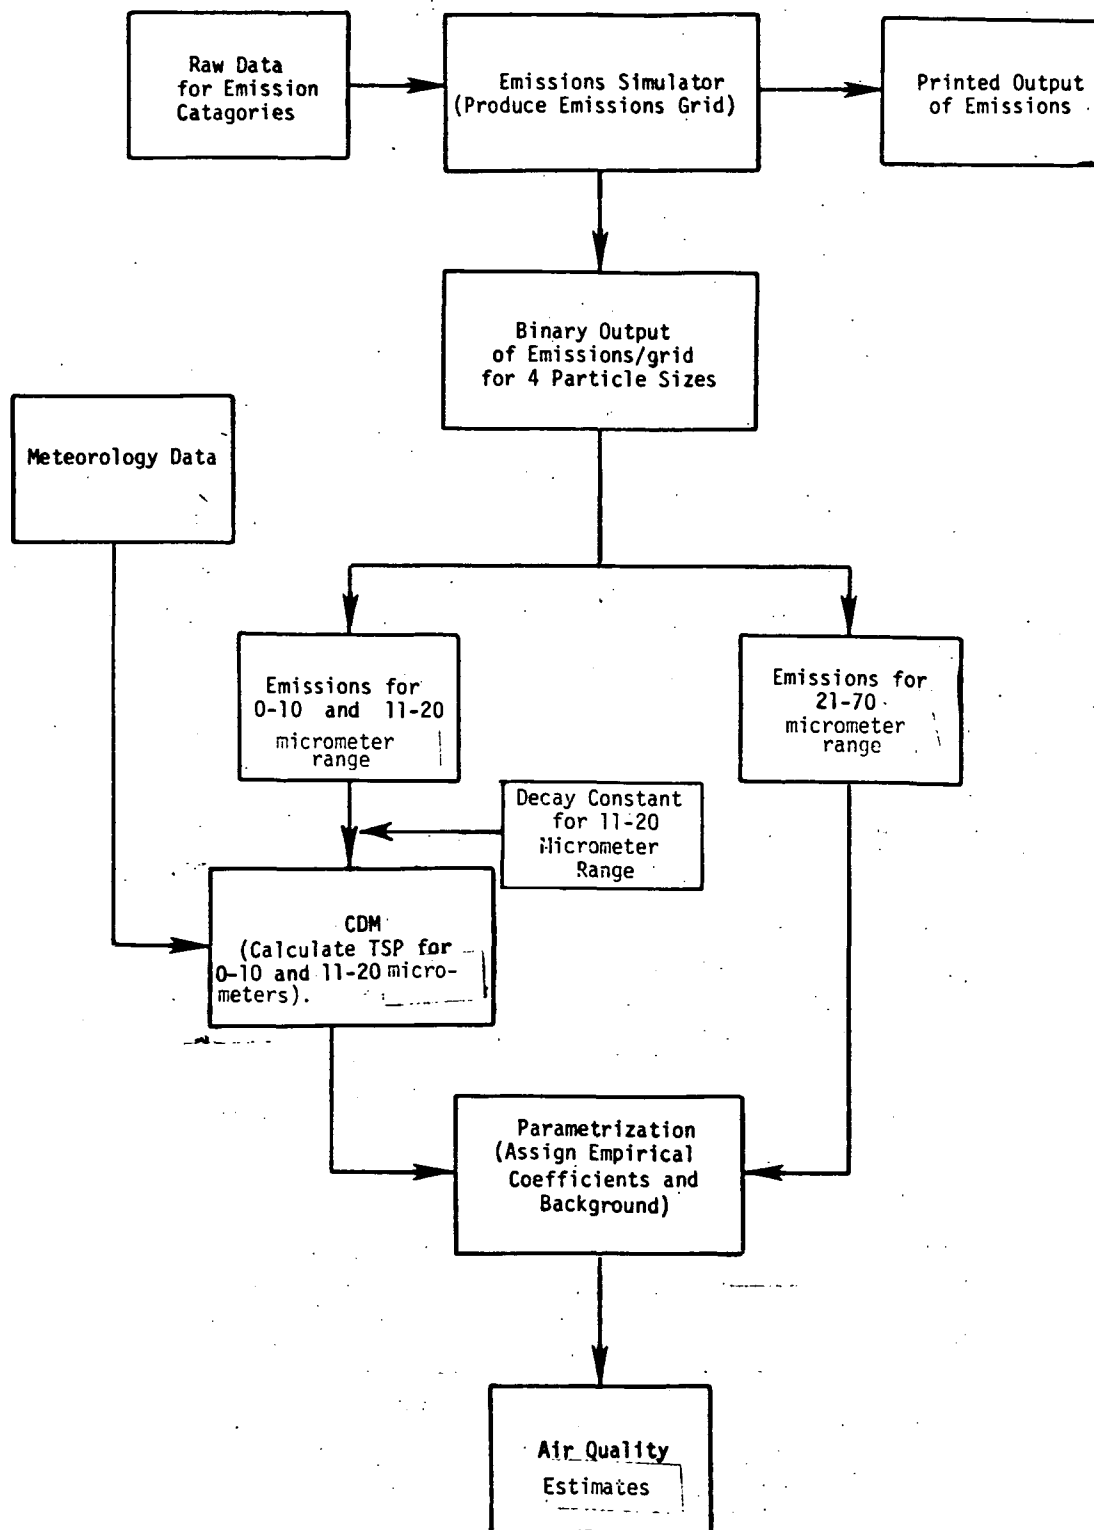 Raw Data
for Emission
Catagories
Emissions Simulator
(Produce Emissions Grid)
Printed Output
of Emissions
Binary Output
of Emissions/grid
for 4 Particle Sizes
Meteorology Data
Emissions for
0-10 and 11-20
micrometer
range
Emissions for
21-70
micrometer
range
Decay Constant
for 11-20
Micrometer
Range
CDM
(Calculate TSP for
0-10 and 11-20 micro-
meters).
Parametrization
(Assign Empirical
Coefficients and
Background)
Air Quality
Estimates